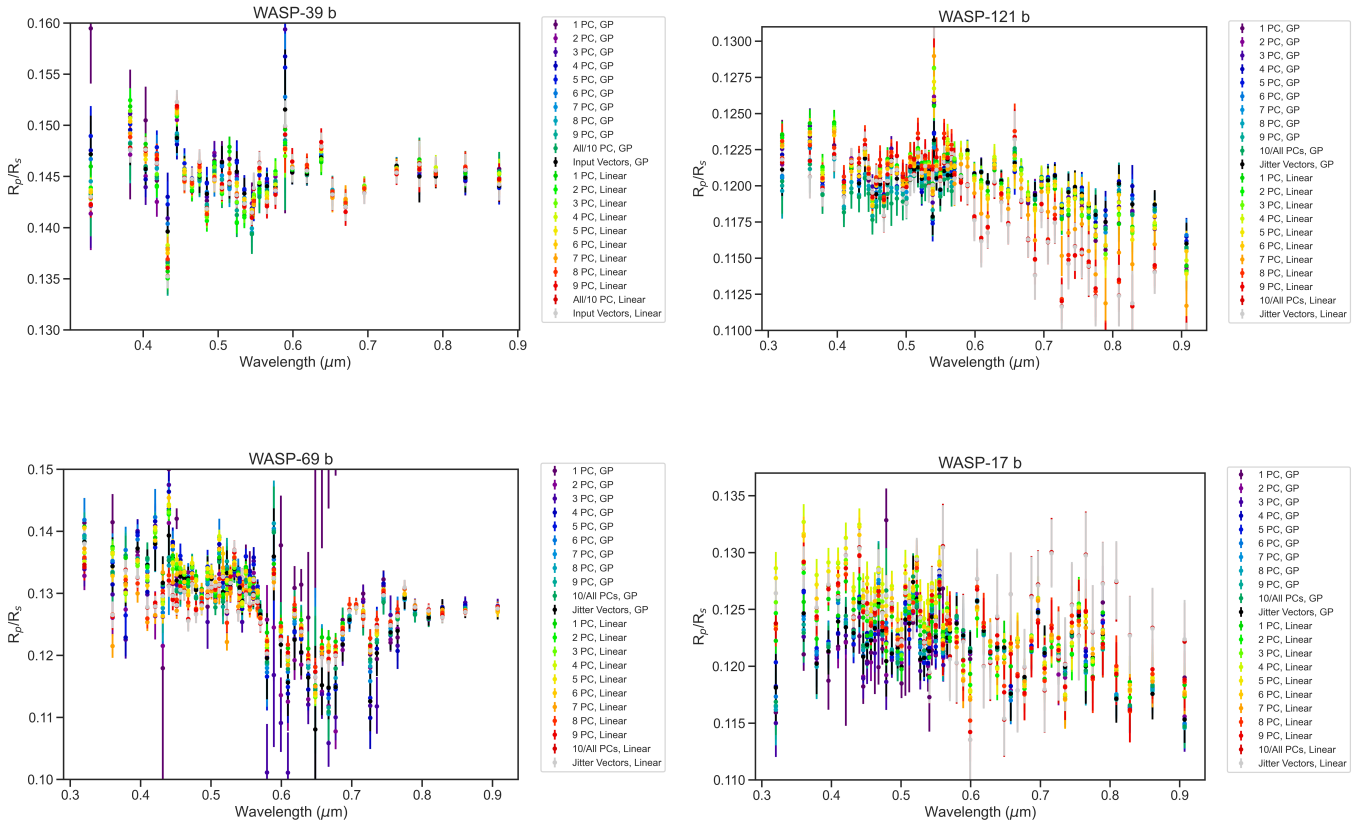 WASP-39 b
0.160
0.155
0.150
0.145
0.140
0.135
0.130
Rp/Rs
0.4
0.5
0.6
0.7
0.8
0.9
Wavelength (μm)
1 PC, GP
2 PC, GP
3 PC, GP
4 PC, GP
5 PC, GP
6 PC, GP
7 PC, GP
8 PC, GP
9 PC, GP
All/10 PC, GP
Input Vectors, GP
1 PC, Linear
2 PC, Linear
3 PC, Linear
4 PC, Linear
5 PC, Linear
6 PC, Linear
7 PC, Linear
8 PC, Linear
9 PC, Linear
All/10 PC, Linear
Input Vectors, Linear
WASP-121 b
0.1300
0.1275
0.1250
0.1225
0.1200
0.1175
0.1150
0.1125
0.1100
Rp/Rs
0.3
0.4
0.5
0.6
0.7
0.8
0.9
Wavelength (μm)
1 PC, GP
2 PC, GP
3 PC, GP
4 PC, GP
5 PC, GP
6 PC, GP
7 PC, GP
8 PC, GP
9 PC, GP
10/All PC, GP
Jitter Vectors, GP
1 PC, Linear
2 PC, Linear
3 PC, Linear
4 PC, Linear
5 PC, Linear
6 PC, Linear
7 PC, Linear
8 PC, Linear
9 PC, Linear
10/All PCs, Linear
Jitter Vectors, Linear
WASP-69 b
0.15
0.14
0.13
0.12
0.11
0.10
Rp/Rs
0.3
0.4
0.5
0.6
0.7
0.8
0.9
Wavelength (μm)
1 PC, GP
2 PC, GP
3 PC, GP
4 PC, GP
5 PC, GP
6 PC, GP
7 PC, GP
8 PC, GP
9 PC, GP
10/All PCs, GP
Jitter Vectors, GP
1 PC, Linear
2 PC, Linear
3 PC, Linear
4 PC, Linear
5 PC, Linear
6 PC, Linear
7 PC, Linear
8 PC, Linear
9 PC, Linear
10/All PCs, Linear
Jitter Vectors, Linear
WASP-17 b
0.135
0.130
0.125
0.120
0.115
0.110
Rp/Rs
0.3
0.4
0.5
0.6
0.7
0.8
0.9
Wavelength (μm)
1 PC, GP
2 PC, GP
3 PC, GP
4 PC, GP
5 PC, GP
6 PC, GP
7 PC, GP
8 PC, GP
9 PC, GP
10/All PCs, GP
Jitter Vectors, GP
1 PC, Linear
2 PC, Linear
3 PC, Linear
4 PC, Linear
5 PC, Linear
6 PC, Linear
7 PC, Linear
8 PC, Linear
9 PC, Linear
10/All PCs, Linear
Jitter Vectors, Linear